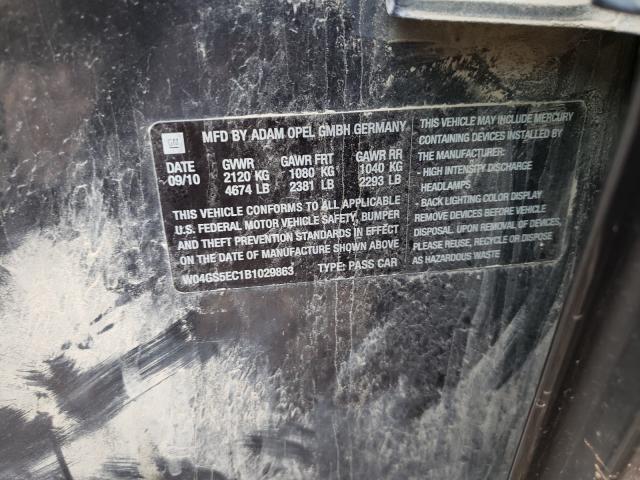 GM
MFD BY ADAM OPEL GMBH GERMANY
DATE GVWR GAWR FRT GAWR RR
09/10 2120 KG 1080 KG 1040 KG
4674 LB 2381 LB 2293 LB
THIS VEHICLE CONFORMS TO ALL APPLICABLE
U.S. FEDERAL MOTOR VEHICLE SAFETY, BUMPER
AND THEFT PREVENTION STANDARDS IN EFFECT
ON THE DATE OF MANUFACTURE SHOWN ABOVE
W04GS5EC1B1029863 TYPE: PASS CAR
THIS VEHICLE MAY INCLUDE MERCURY
CONTAINING DEVICES INSTALLED BY
THE MANUFACTURER:
- HIGH INTENSITY DISCHARGE
HEADLAMPS
- BACK LIGHTING COLOR DISPLAY
REMOVE DEVICES BEFORE VEHICLE
DISPOSAL. UPON REMOVAL OF DEVICES
PLEASE REUSE, RECYCLE OR DISPOSE
AS HAZARDOUS WASTE